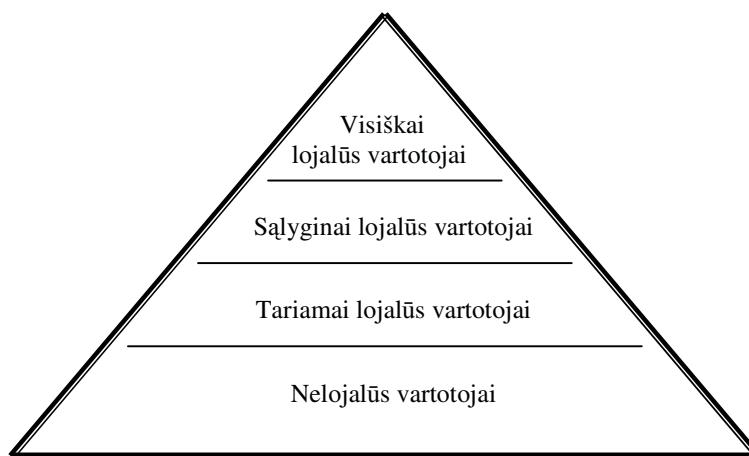 Visiškai
lojalūs vartotojai
Sąlyginai lojalūs vartotojai
Tariamai lojalūs vartotojai
Nelojalūs vartotojai